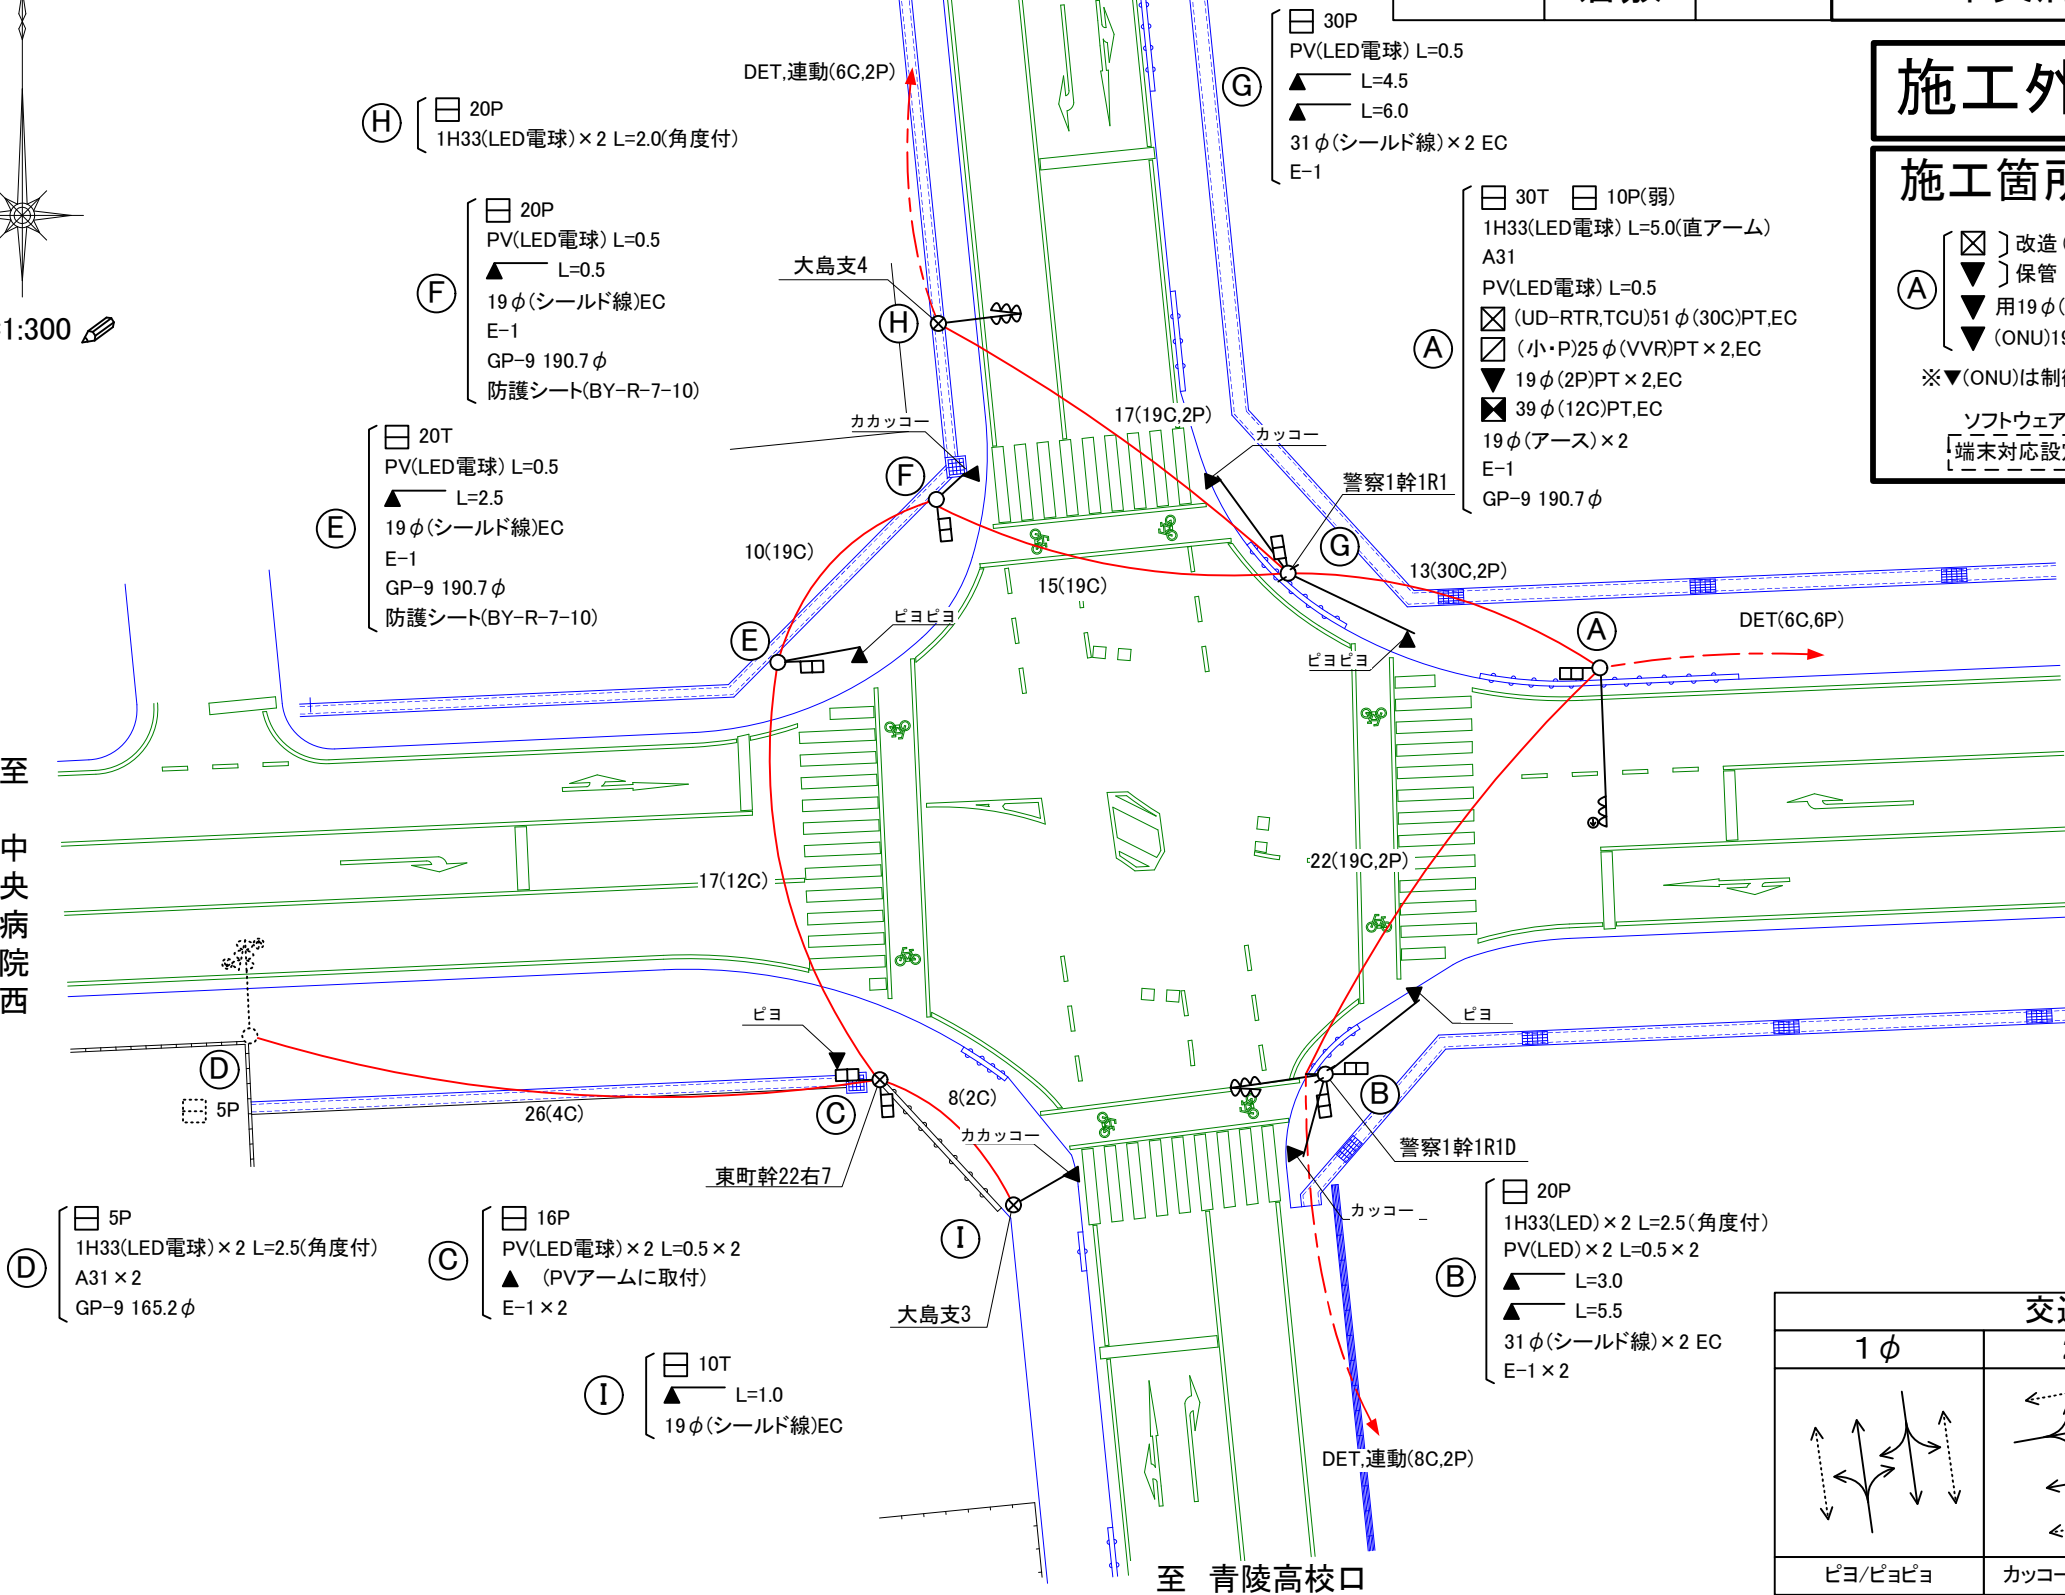 DET,連動(6C,2P)
G
30P
PV(LED電球) L=0.5
L=4.5
L=6.0
31φ(シールド線)×2 EC
E-1
H
20P
1H33(LED電球)×2 L=2.0(角度付)
施工外
施工箇所
A
改造
保管
用19φ(
(ONU)19
※▼(ONU)は制
ソフトウェア
端末対応設定
F
20P
PV(LED電球) L=0.5
L=0.5
19φ(シールド線)EC
E-1
GP-9 190.7φ
防護シート(BY-R-7-10)
A
30T 10P(弱)
1H33(LED電球) L=5.0(直アーム)
A31
PV(LED電球) L=0.5
(UD-RTR,TCU)51φ(30C)PT,EC
(小・P)25φ(VVR)PT×2,EC
19φ(2P)PT×2,EC
39φ(12C)PT,EC
19φ(アース)×2
E-1
GP-9 190.7φ
1:300
大島支4
H
E
20T
PV(LED電球) L=0.5
L=2.5
19φ(シールド線)EC
E-1
GP-9 190.7φ
防護シート(BY-R-7-10)
カカッコー
17(19C,2P)
カッコー
F
警察1幹1R1
G
10(19C)
15(19C)
13(30C,2P)
E
ピヨピヨ
ピヨピヨ
A
DET(6C,6P)
至 中央病院西
17(12C)
22(19C,2P)
ピヨ
ピヨ
D
5P
26(4C)
C
8(2C)
カカッコー
B
東町幹22右7
警察1幹1R1D
カッコー
I
大島支3
D
5P
1H33(LED電球)×2 L=2.5(角度付)
A31×2
GP-9 165.2φ
C
16P
PV(LED電球)×2 L=0.5×2
(PVアームに取付)
E-1×2
B
20P
1H33(LED)×2 L=2.5(角度付)
PV(LED)×2 L=0.5×2
L=3.0
L=5.5
31φ(シールド線)×2 EC
E-1×2
I
10T
L=1.0
19φ(シールド線)EC
DET,連動(8C,2P)
至 青陵高校口
交
1φ
ピヨ/ピヨピヨ
カッコー